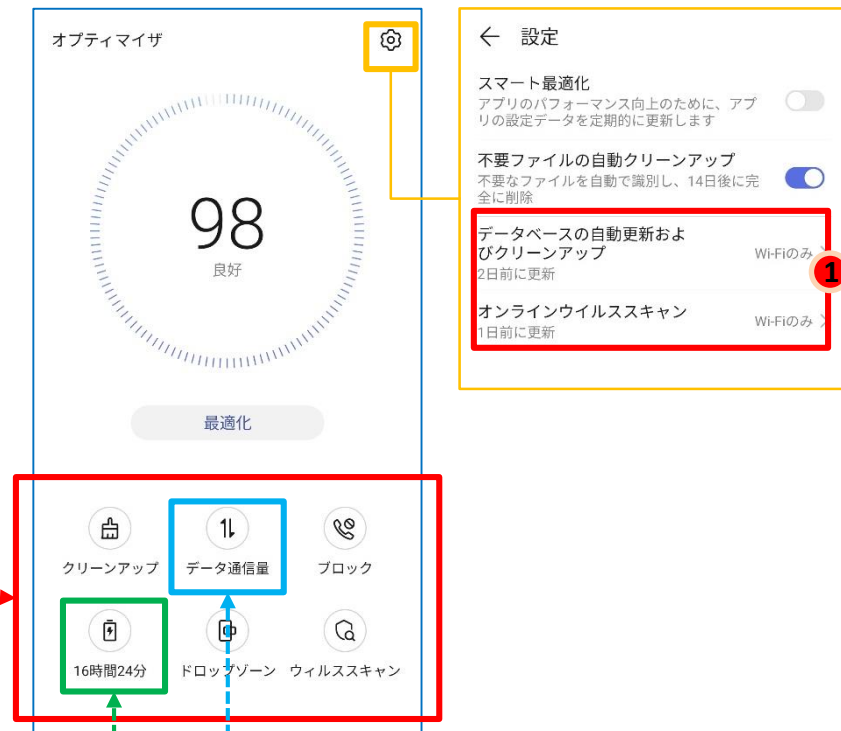 オプティマイザ
98
良好
最適化
クリーンアップ
データ通信量
ブロック
16時間24分
ドロップゾーン
ウィルススキャン
設定
スマート最適化
アプリのパフォーマンス向上のために、アプ
リの設定データを定期的に更新します
不要ファイルの自動クリーンアップ
不要なファイルを自動で識別し、14日後に完
全に削除
データベースの自動更新およ
びクリーンアップ
Wi-Fiのみ
2日前に更新
1
オンラインウイルススキャン
Wi-Fiのみ
1日前に更新